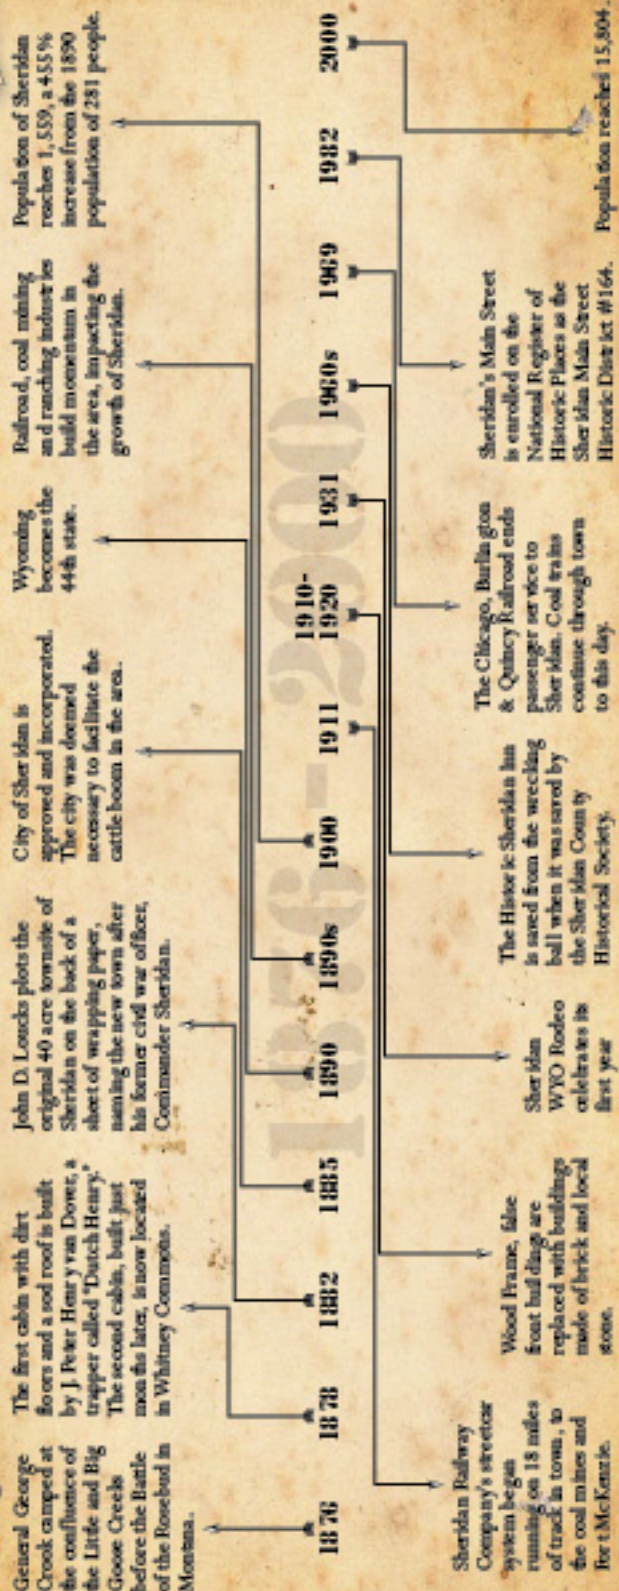 General George
Crook camped at
the confluence of
the Little and Big
Goose Creeks
before the Battle
of the Rosebud in
Montana.
The first cabin with dirt
floors and a sod roof is built
by J. Peter Henry van Dower, a
trapper called "Dutch Henry."
The second cabin, built just
months later, is now located
in Whitney Commons.
John D. Loucks plots the
original 40 acre townsite of
Sheridan on the back of a
sheet of wrapping paper,
naming the new town after
his former civil war officer,
Commander Sheridan.
City of Sheridan is
approved and incorporated.
The city was deemed
necessary to facilitate the
cattle boom in the area.
Wyoming
becomes the
44th state.
Railroad, coal mining
and ranching industries
build momentum in
the area, impacting the
growth of Sheridan.
Population of Sheridan
reaches 1,559, a 455%
increase from the 1890
population of 281 people.
1876-2000
1876
1878
1882
1885
1890
1890s
1900
1911
1910-
1920
1931
1960s
1969
1982
2000
Sheridan Railway
Company's streetcar
system began
running on 18 miles
of track in town, to
the coal mines and
Fort McKenzie.
Wood Frame, false
front buildings are
replaced with buildings
made of brick and local
stone.
Sheridan
WYO Rodeo
celebrates its
first year
The Historic Sheridan Inn
is saved from the wrecking
ball when it was saved by
the Sheridan County
Historical Society.
The Chicago, Burlington
& Quincy Railroad ends
passenger service to
Sheridan. Coal trains
continue through town
to this day.
Sheridan's Main Street
is enrolled on the
National Register of
Historic Places as the
Sheridan Main Street
Historic District #164.
Population reaches 15,804.